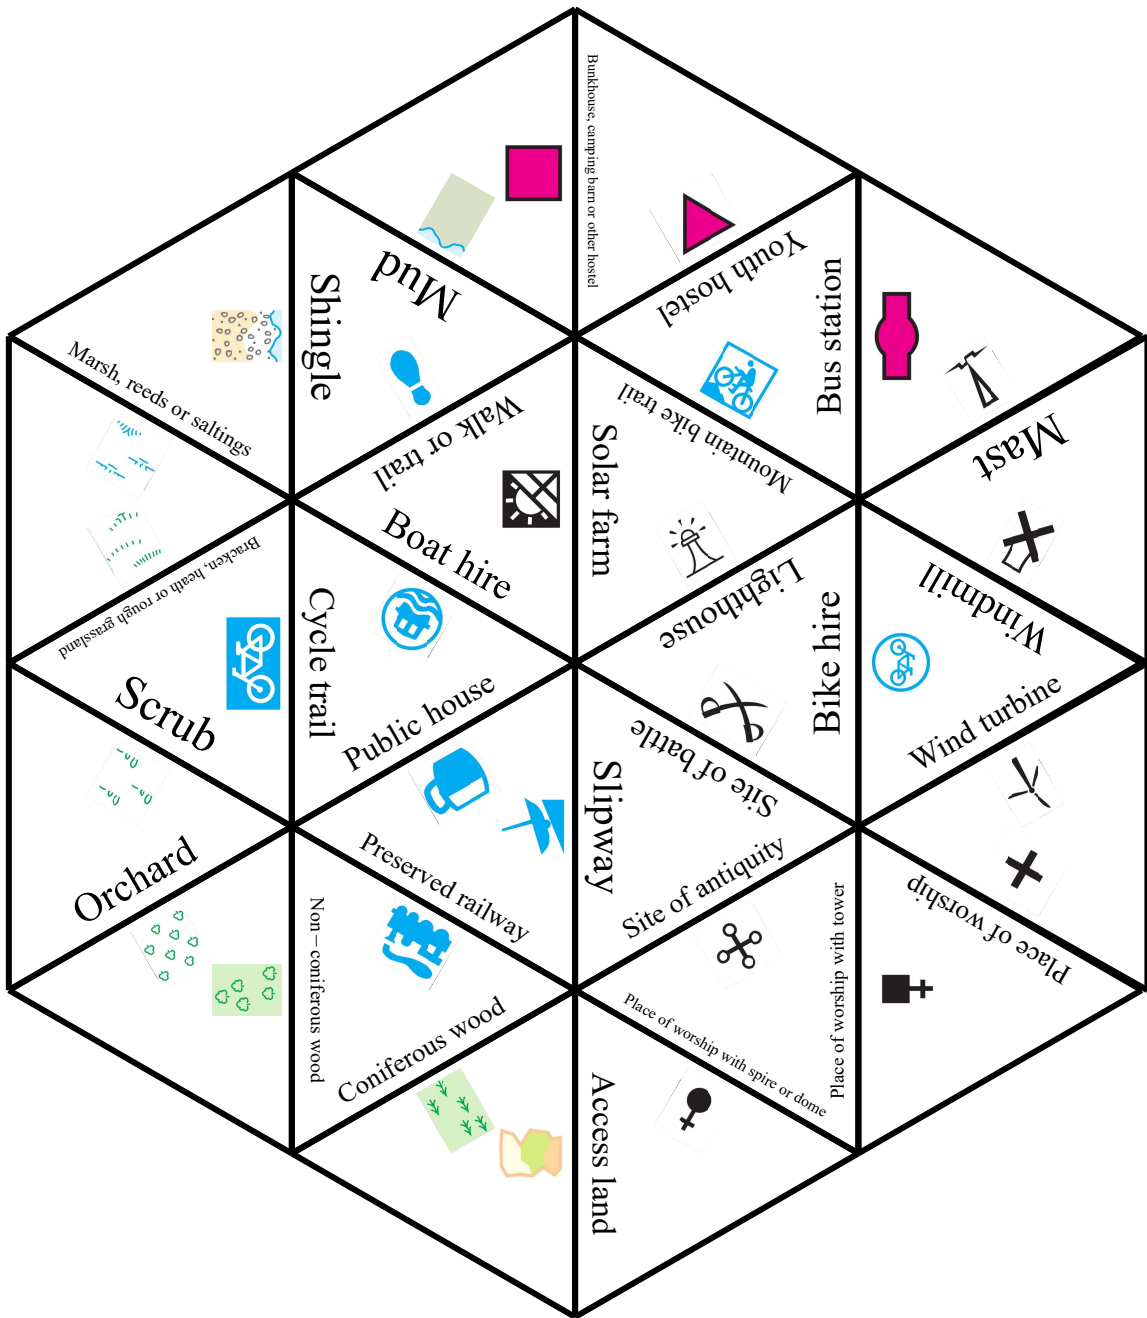 Bunkhouse, camping barn or other hostel
Mud
Youth hostel
Shingle
Bus station
Marsh, reeds or saltings
Walk or trail
Mountain bike trail
Solar farm
Mast
Boat hire
Bracken, heath or rough grassland
Lighthouse
Windmill
Cycle trail
Bike hire
Scrub
Public house
Wind turbine
Site of battle
Slipway
Orchard
Preserved railway
Site of antiquity
Place of worship
Non – coniferous wood
Place of worship with tower
Coniferous wood
Place of worship with spire or dome
Access land